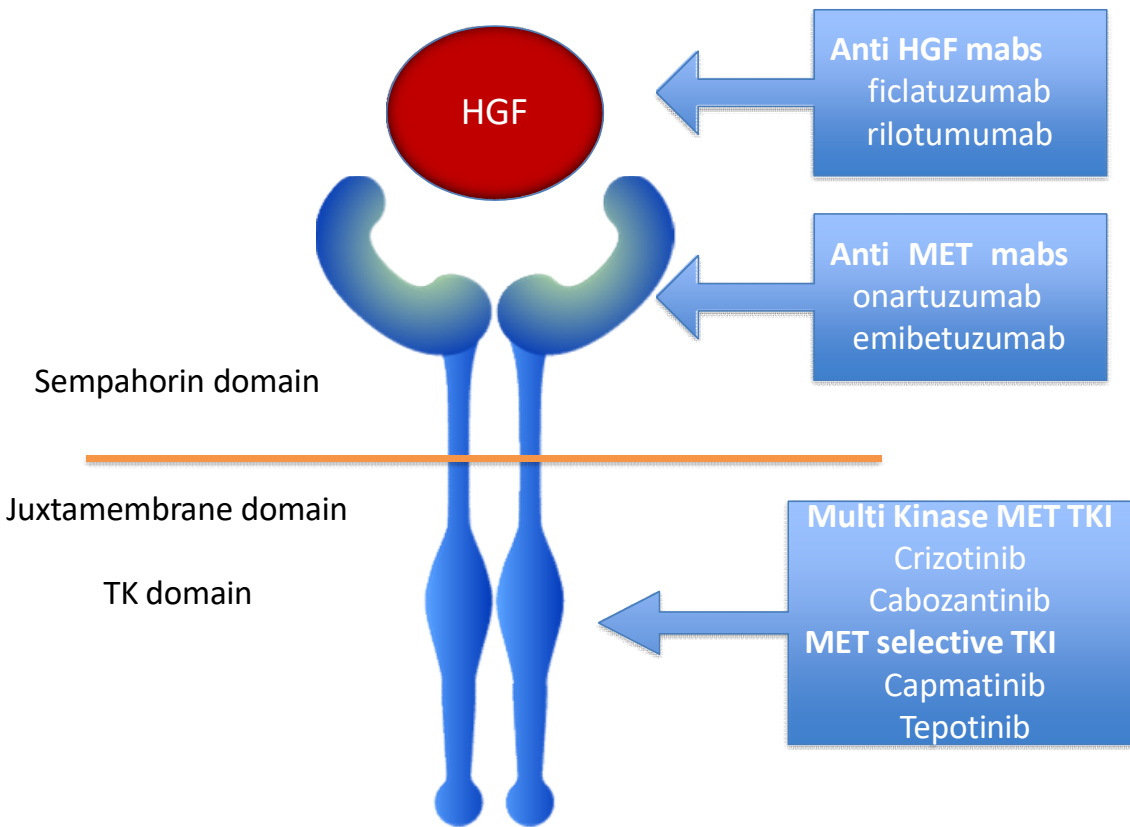 HGF
Anti HGF mabs
ficlatuzumab
rilotumumab
Anti MET mabs
onartuzumab
emibetuzumab
Sempahorin domain
Juxtamembrane domain
TK domain
Multi Kinase MET TKI
Crizotinib
Cabozantinib
MET selective TKI
Capmatinib
Tepotinib